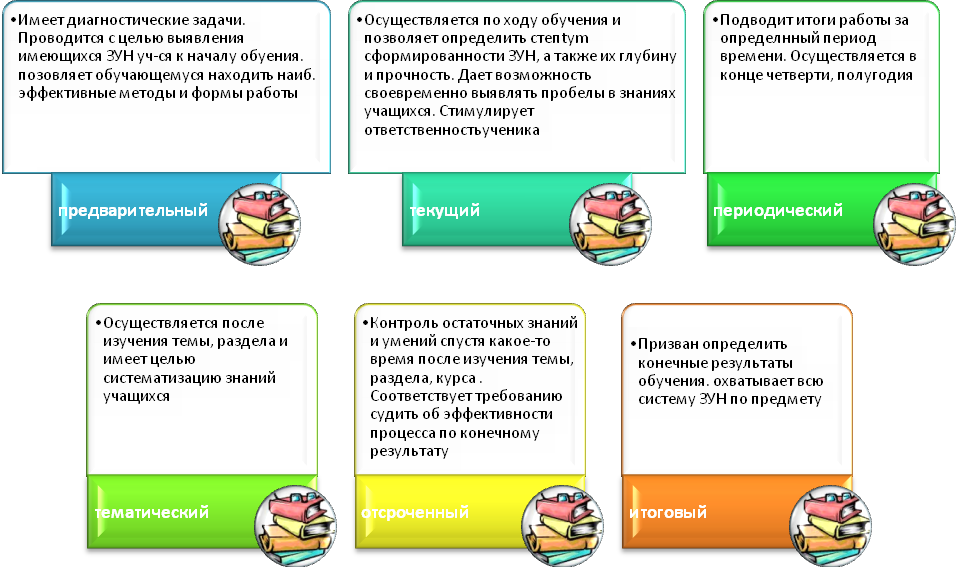 •Имеет диагностические задачи.
Проводится с целью выявления
имеющихся ЗУН уч-ся к началу обуения.
позовляет обучающемуся находить наиб.
эффективные методы и формы работы
предварительный
•Осуществляется по ходу обучения и
позволяет определить степtym
сформированности ЗУН, а также их глубину
и прочность. Дает возможность
своевременно выявлять пробелы в знаниях
учащихся. Стимулирует
ответственностьученика
текущий
•Подводит итоги работы за
определнный период
времени. Осуществляется в
конце четверти, полугодия
периодический
•Осуществляется после
изучения темы, раздела и
имеет целью
систематизацию знаний
учащихся
тематический
•Контроль остаточных знаний
и умений спустя какое-то
время после изучения темы,
раздела, курса .
Соответствует требованию
судить об эффективности
процесса по конечному
результату
отсроченный
•Призван определить
конечные результаты
обучения. охватывает всю
систему ЗУН по предмету
итоговый